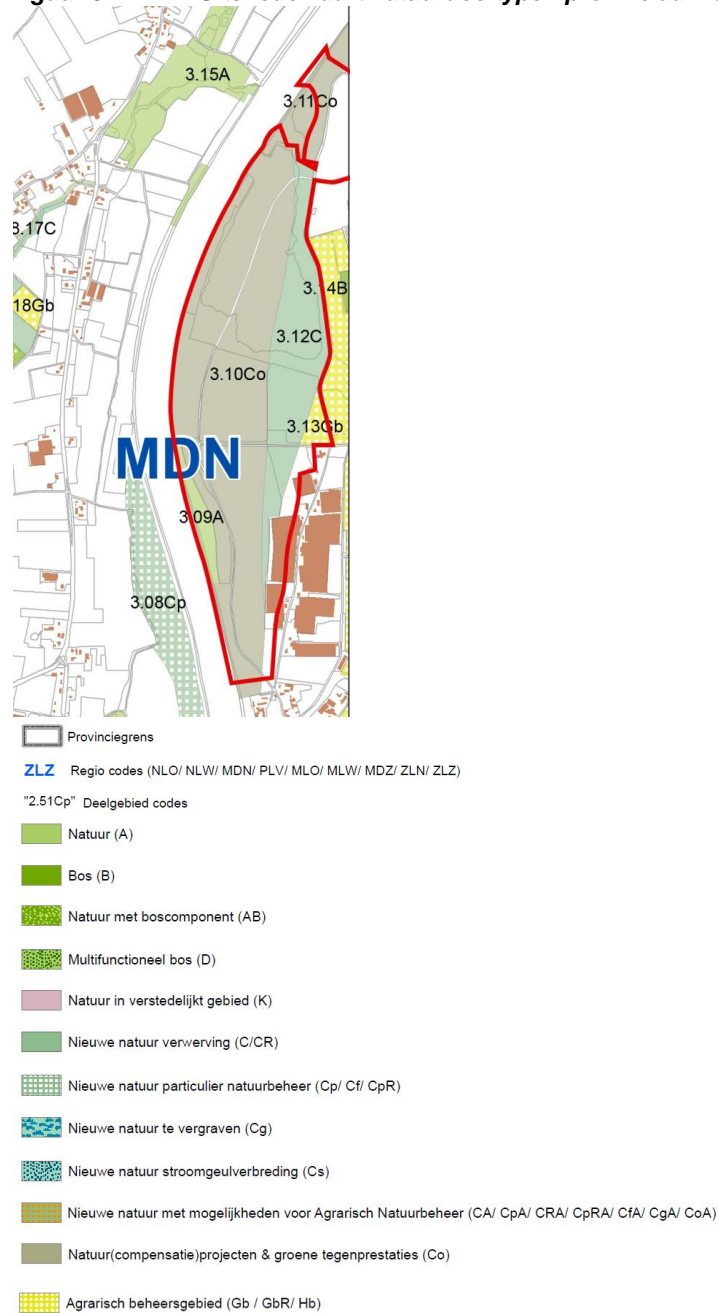 3.15A
3.11Co
8.17C
18Gb
3.14B
3.12C
3.10Co
3.13Gb
MDN
3.09A
3.08Cp
Provinciegrens
ZLZ Regio codes (NLO/ NLW/ MDN/ PLV/ MLO/ MLW/ MDZ/ ZLN/ ZLZ)
"2.51Cp" Deelgebied codes
Natuur (A)
Bos (B)
Natuur met boscomponent (AB)
Multifunctioneel bos (D)
Natuur in verstedelijkt gebied (K)
Nieuwe natuur verwerving (C/CR)
Nieuwe natuur particulier natuurbeheer (Cp/ Cf/ CpR)
Nieuwe natuur te vergraven (Cg)
Nieuwe natuur stroomgeulverbreding (Cs)
Nieuwe natuur met mogelijkheden voor Agrarisch Natuurbeheer (CA/ CpA/ CRA/ CpRA/ CfA/ CgA/ CoA)
Natuur(compensatie)projecten & groene tegenprestaties (Co)
Agrarisch beheersgebied (Gb / GbR/ Hb)